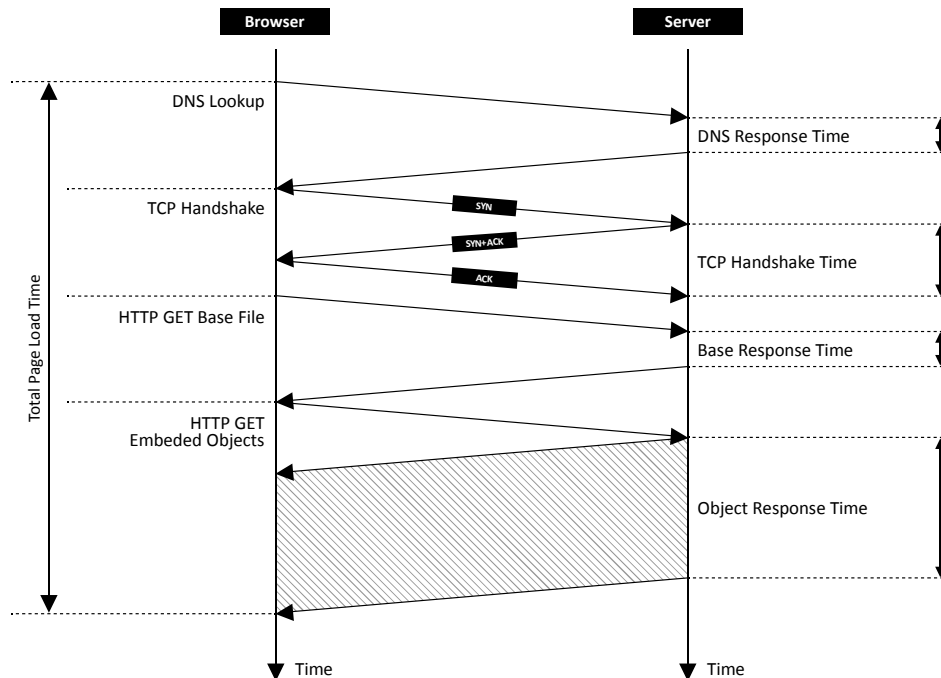 Browser
Server
DNS Lookup
DNS Response Time
TCP Handshake
SYN
SYN+ACK
TCP Handshake Time
ACK
HTTP GET Base File
Base Response Time
Total Page Load Time
HTTP GET
Embeded Objects
Object Response Time
Time
Time